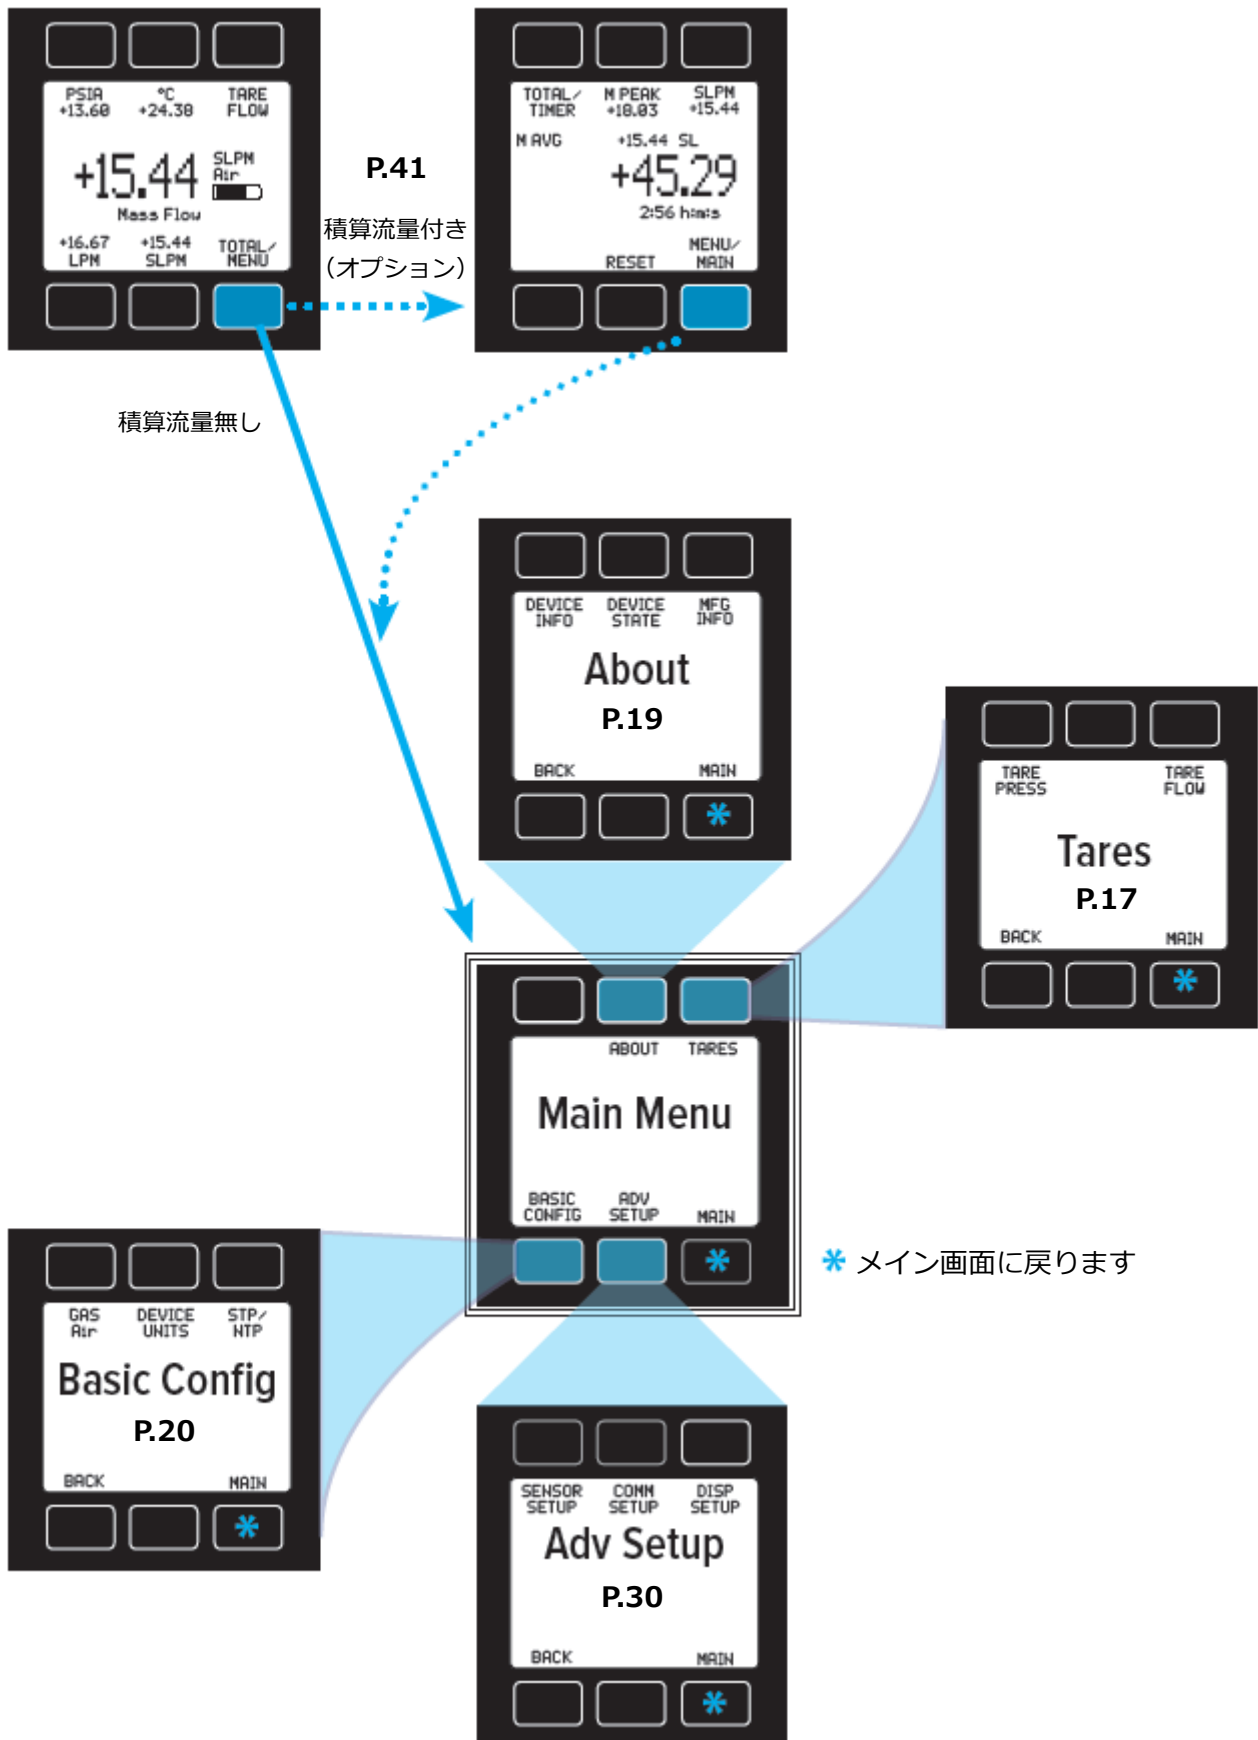 PSIA °C TARE
+13.60 +24.38 FLOW
+15.44 SLPM
Air
Mass Flow
+16.67 +15.44 TOTAL/
LPM SLPM MENU
P.41
積算流量付き
（オプション）
TOTAL/ M PEAK SLPM
TIMER +18.03 +15.44
M AVG +15.44 SL
+45.29
2:56 h:m:s
MENU/
RESET MAIN
積算流量無し
DEVICE DEVICE MFG
INFO STATE INFO
About
P.19
BACK MAIN
*
TARE TARE
PRESS FLOW
Tares
P.17
BACK MAIN
*
ABOUT TARES
Main Menu
BASIC ADV
CONFIG SETUP MAIN
*
* メイン画面に戻ります
GAS DEVICE STP/
Air UNITS NTP
Basic Config
P.20
BACK MAIN
*
SENSOR COMM DISP
SETUP SETUP SETUP
Adv Setup
P.30
BACK MAIN
*